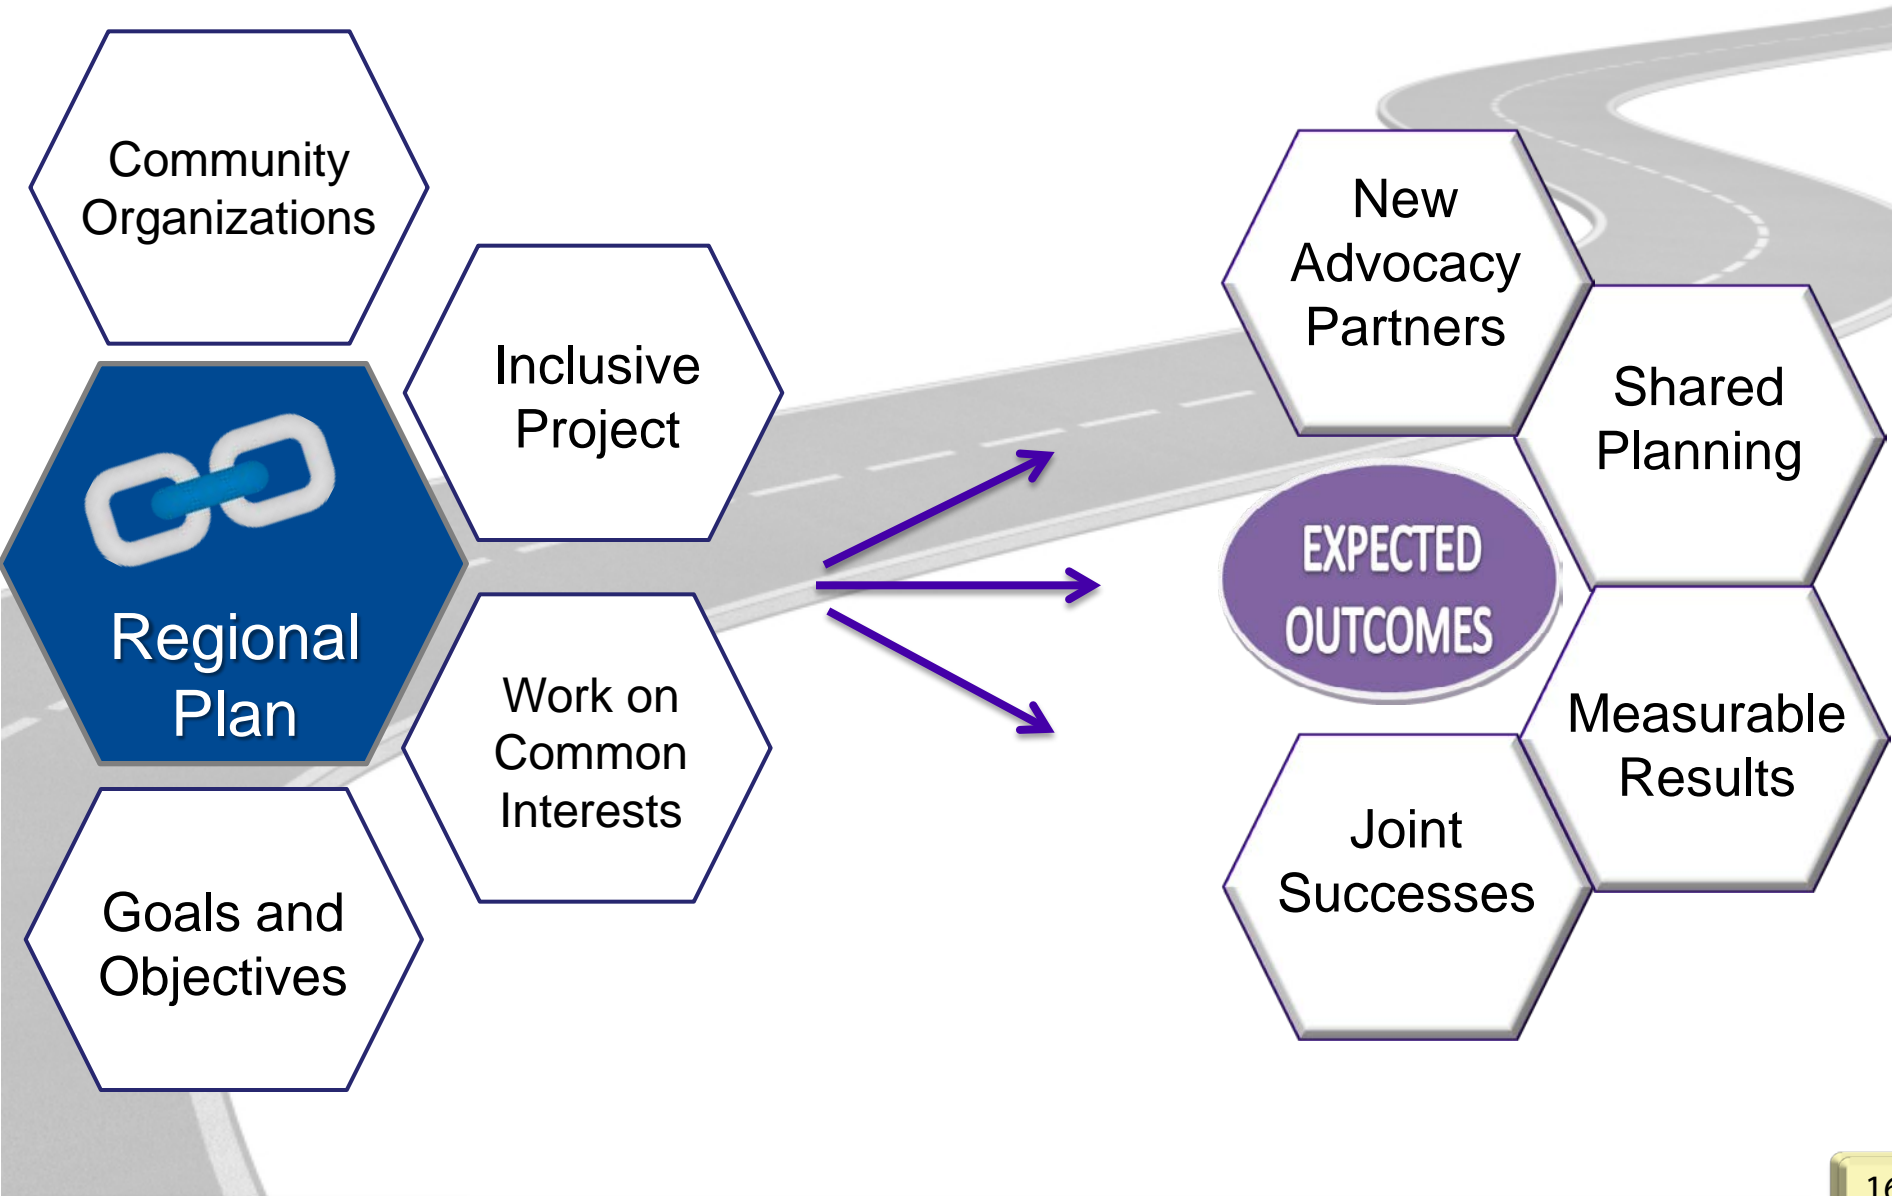 Community
Organizations
Inclusive
Project
Regional
Plan
Work on
Common
Interests
Goals and
Objectives
New
Advocacy
Partners
Shared
Planning
EXPECTED
OUTCOMES
Measurable
Results
Joint
Successes